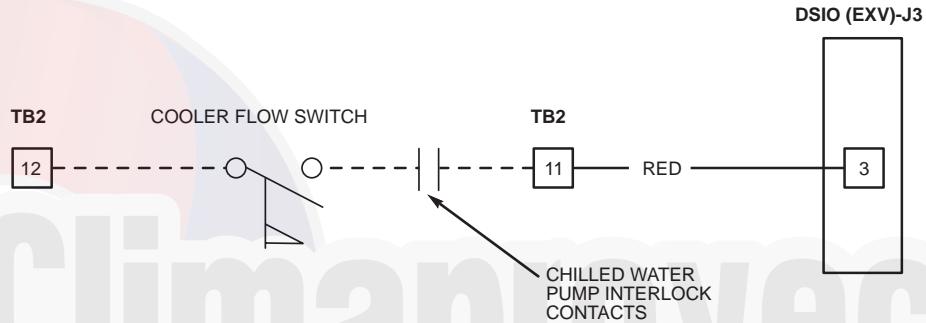 DSIO (EXV)-J3
TB2
COOLER FLOW SWITCH
TB2
12
11
RED
3
CHILLED WATER
PUMP INTERLOCK
CONTACTS